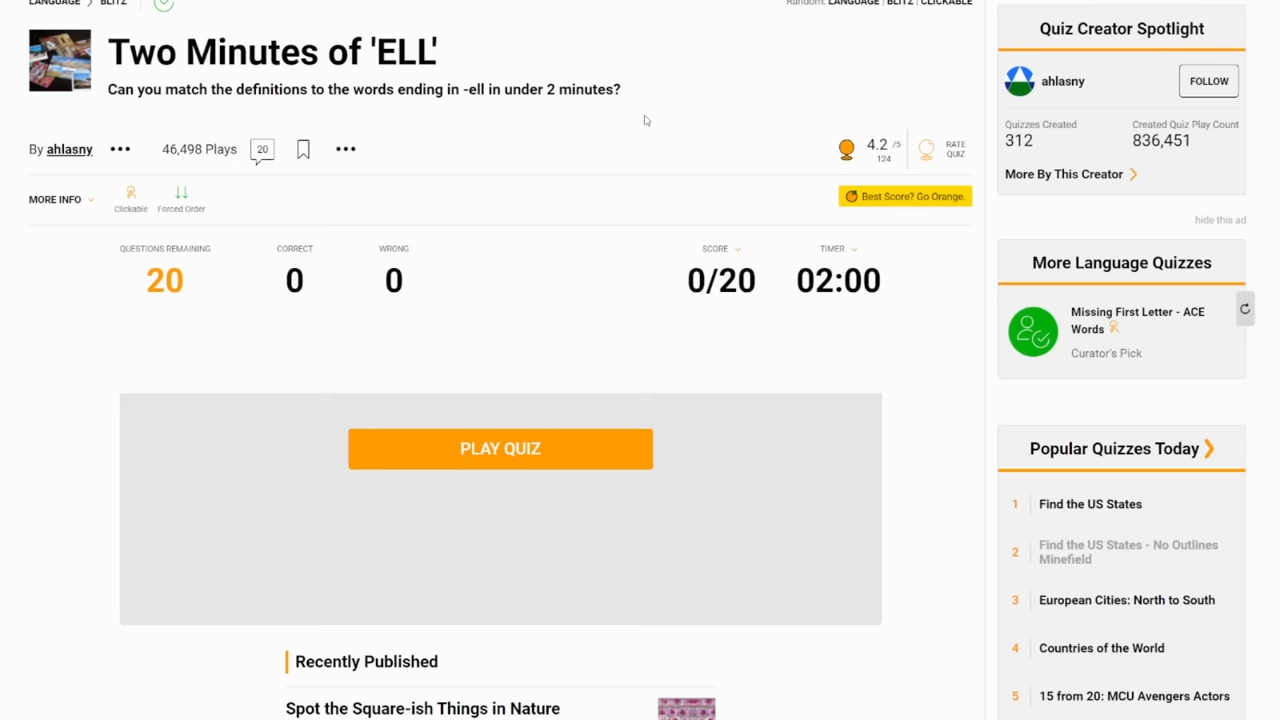 LANGUAGE > BLITZ
Random: LANGUAGE | BLITZ | CLICKABLE
Two Minutes of 'ELL'
Can you match the definitions to the words ending in -ell in under 2 minutes?
By ahlasny ••• 46,498 Plays 20 •••
4.2 /5
124
RATE
QUIZ
MORE INFO
Clickable Forced Order
Best Score? Go Orange.
QUESTIONS REMAINING CORRECT WRONG SCORE TIMER
20 0 0 0/20 02:00
PLAY QUIZ
Recently Published
Spot the Square-ish Things in Nature
Quiz Creator Spotlight
ahlasny FOLLOW
Quizzes Created Created Quiz Play Count
312 836,451
More By This Creator
hide this ad
More Language Quizzes
Missing First Letter - ACE
Words
Curator's Pick
Popular Quizzes Today
1 Find the US States
2 Find the US States - No Outlines
Minefield
3 European Cities: North to South
4 Countries of the World
5 15 from 20: MCU Avengers Actors